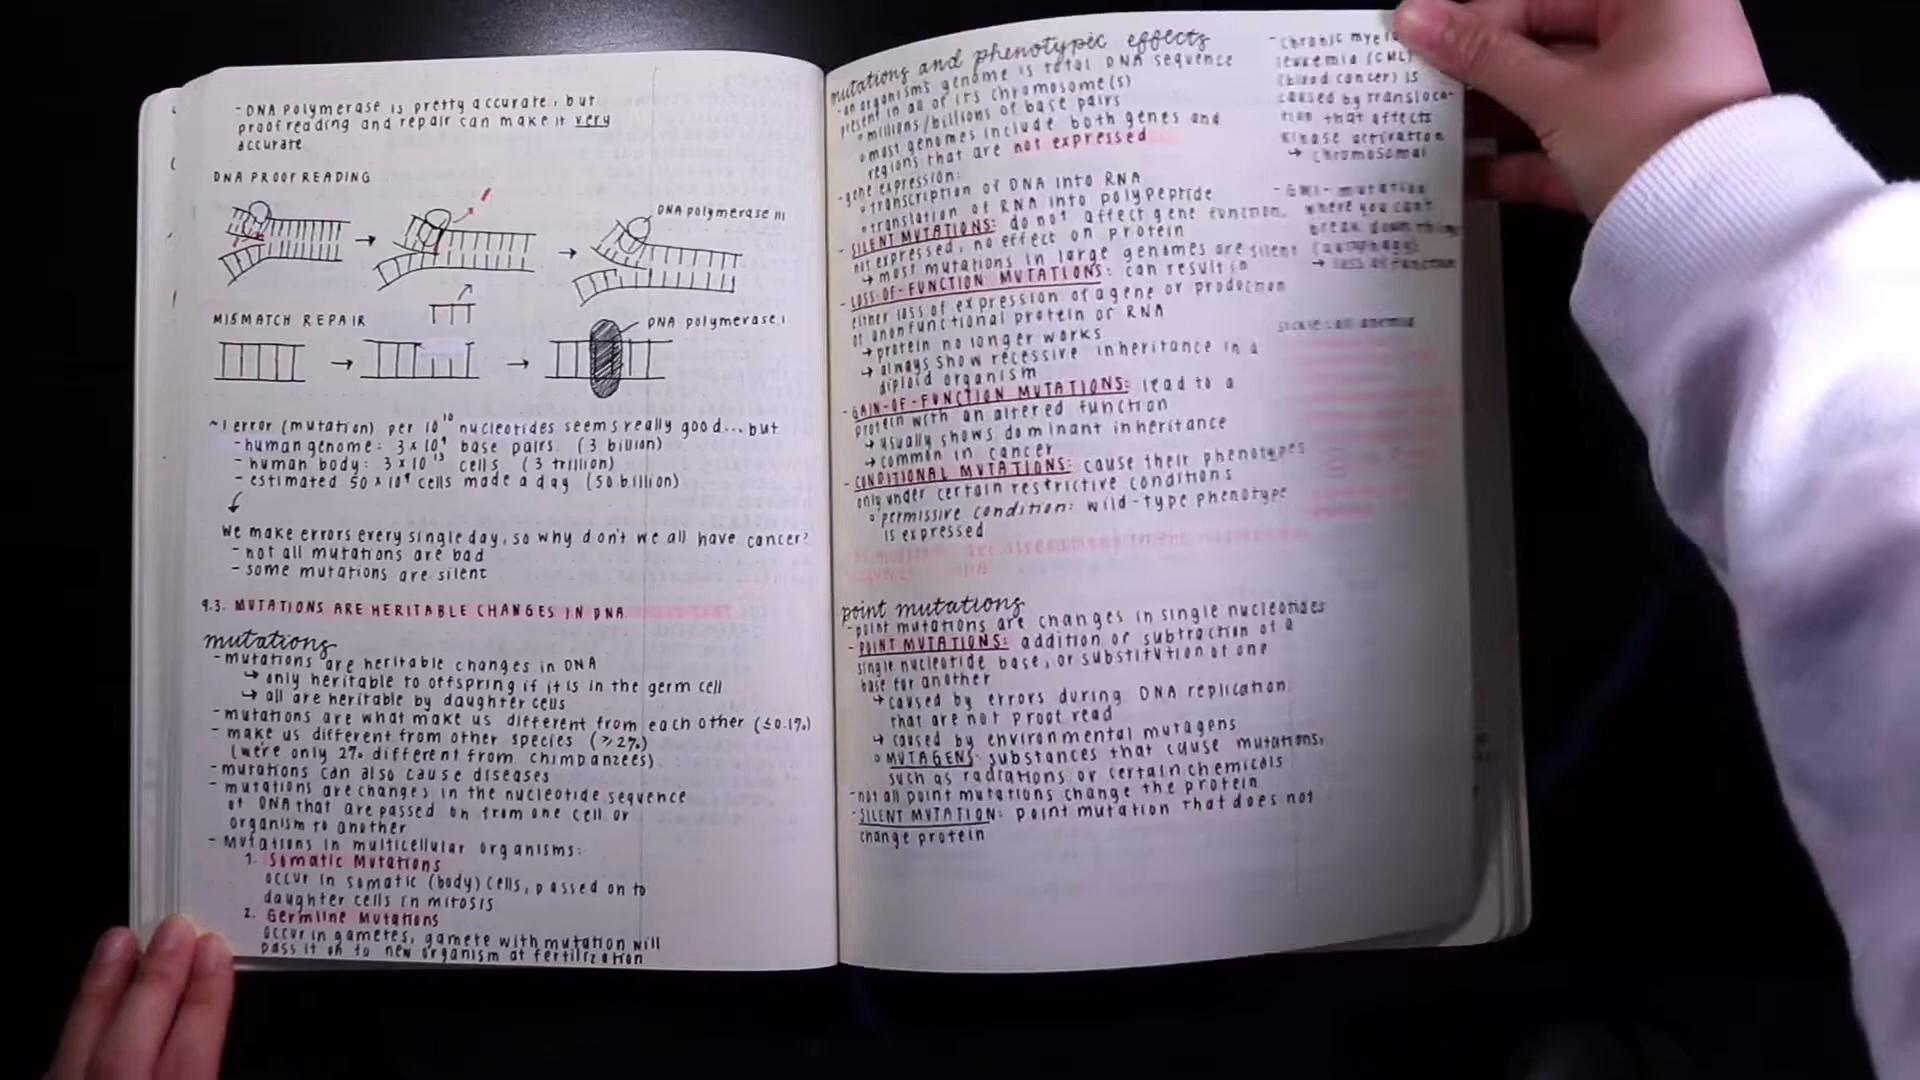 - DNA polymerase is pretty accurate, but
proofreading and repair can make it very
accurate
DNA PROOFREADING
DNA polymerase III
MISMATCH REPAIR
DNA polymerase I
~1 error (mutation) per 10^10 nucleotides seems really good... but
- human genome: 3 x 10^9 base pairs (3 billion)
- human body: 3 x 10^13 cells (3 trillion)
- estimated 50 x 10^9 cells made a day (50 billion)
↓
we make errors every single day, so why don't we all have cancer?
- not all mutations are bad
- some mutations are silent
9.3. MUTATIONS ARE HERITABLE CHANGES IN DNA
mutations
- mutations are heritable changes in DNA
↳ only heritable to offspring if it is in the germ cell
↳ all are heritable by daughter cells
- mutations are what make us different from each other (≤0.1%)
- make us different from other species (≥2%)
(we're only 2% different from chimpanzees)
- mutations can also cause diseases
- mutations are changes in the nucleotide sequence
of DNA that are passed on from one cell or
organism to another
- Mutations in multicellular organisms:
1. Somatic Mutations
occur in somatic (body) cells, passed on to
daughter cells in mitosis
2. Germline Mutations
occur in gametes, gamete with mutation will
pass it on to new organism at fertilization
mutations and phenotypic effects
- an organism's genome is total DNA sequence
present in all of its chromosome(s)
o millions/billions of base pairs
o most genomes include both genes and
regions that are not expressed
- gene expression:
o transcription of DNA into RNA
o translation of RNA into polypeptide
- SILENT MUTATIONS: do not affect gene function,
not expressed, no effect on protein
→ most mutations in large genomes are silent
- LOSS-OF-FUNCTION MUTATIONS: can result in
either loss of expression of a gene or production
of a nonfunctional protein or RNA
→ protein no longer works
→ always show recessive inheritance in a
diploid organism
- GAIN-OF-FUNCTION MUTATIONS: lead to a
protein with an altered function
→ usually shows dominant inheritance
→ common in cancer
- CONDITIONAL MUTATIONS: cause their phenotypes
only under certain restrictive conditions
o permissive condition: wild-type phenotype
is expressed
point mutations
- point mutations are changes in single nucleotides
- POINT MUTATIONS: addition or subtraction of a
single nucleotide base, or substitution of one
base for another
↳ caused by errors during DNA replication
that are not proof read
↳ caused by environmental mutagens
o MUTAGENS: substances that cause mutations,
such as radiations or certain chemicals
- not all point mutations change the protein
- SILENT MUTATION: point mutation that does not
change protein
- chronic
leukemia (CML)
(blood cancer) is
caused by transloca-
tion that affects
kinase activation
→ chromosomal
- mutation
where you can't
break down
→ loss of function
sickle cell anemia